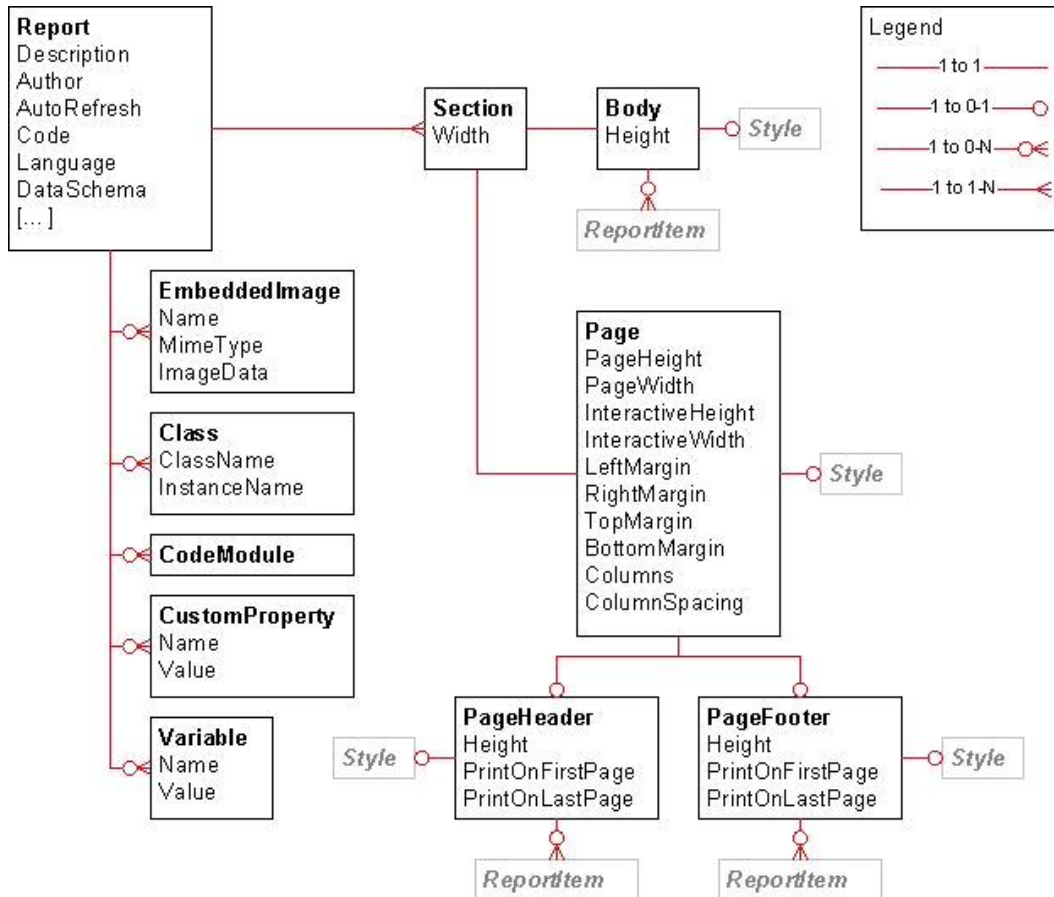 Report
Description
Author
AutoRefresh
Code
Language
DataSchema
[... ]
Section
Width
Body
Height
Style
ReportItem
Legend
1 to 1
1 to 0-1
1 to 0-N
1 to 1-N
EmbeddedImage
Name
MimeType
ImageData
Class
ClassName
InstanceName
CodeModule
CustomProperty
Name
Value
Variable
Name
Value
Page
PageHeight
PageWidth
InteractiveHeight
InteractiveWidth
LeftMargin
RightMargin
TopMargin
BottomMargin
Columns
ColumnSpacing
Style
Style
PageHeader
Height
PrintOnFirstPage
PrintOnLastPage
ReportItem
PageFooter
Height
PrintOnFirstPage
PrintOnLastPage
Style
ReportItem